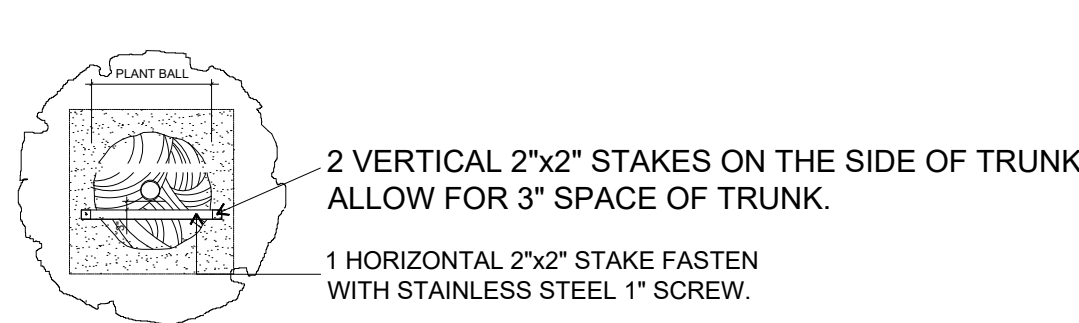 PLANT BALL
2 VERTICAL 2"x2" STAKES ON THE SIDE OF TRUNK
ALLOW FOR 3" SPACE OF TRUNK.
3"
1 HORIZONTAL 2"x2" STAKE FASTEN
WITH STAINLESS STEEL 1" SCREW.